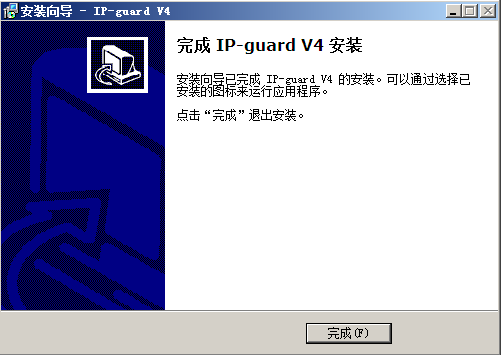 安装向导 - IP-guard V4
完成 IP-guard V4 安装
安装向导已完成 IP-guard V4 的安装。可以通过选择已
安装的图标来运行应用程序。
点击“完成”退出安装。
完成(F)